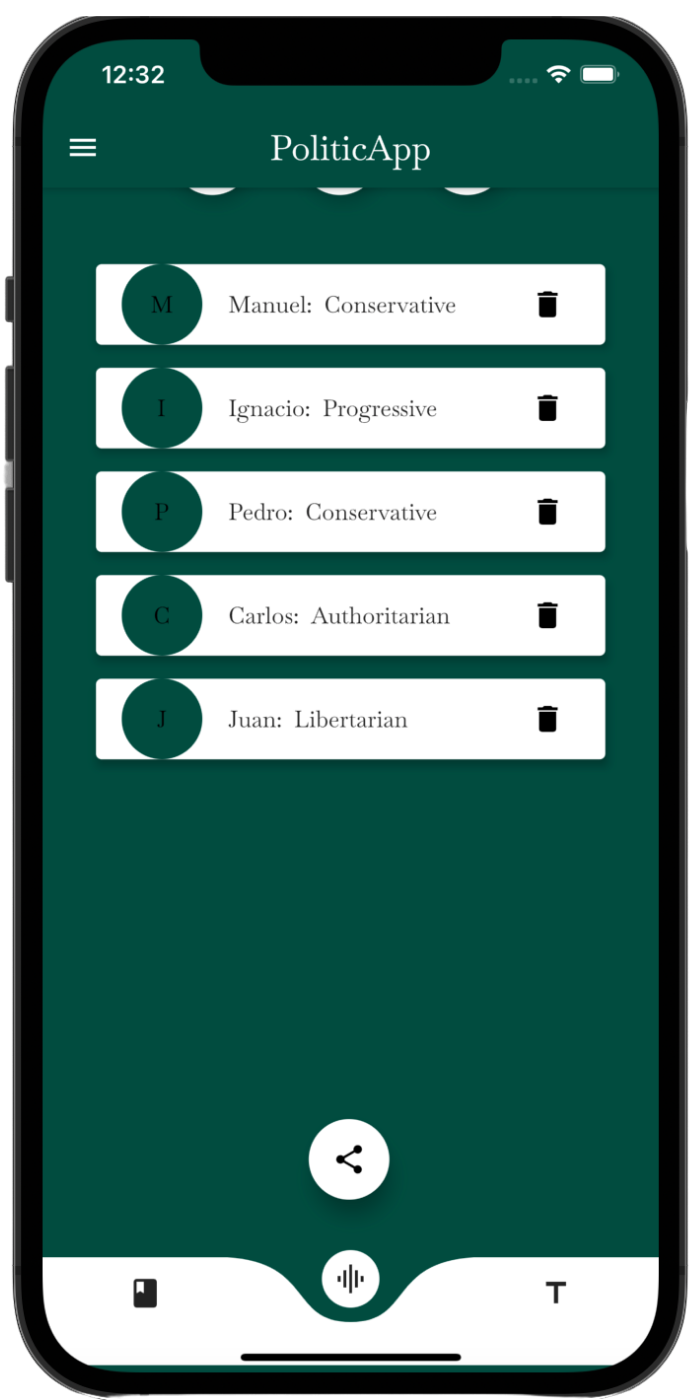 12:32
PoliticApp
M Manuel: Conservative
I Ignacio: Progressive
P Pedro: Conservative
C Carlos: Authoritarian
J Juan: Libertarian
T